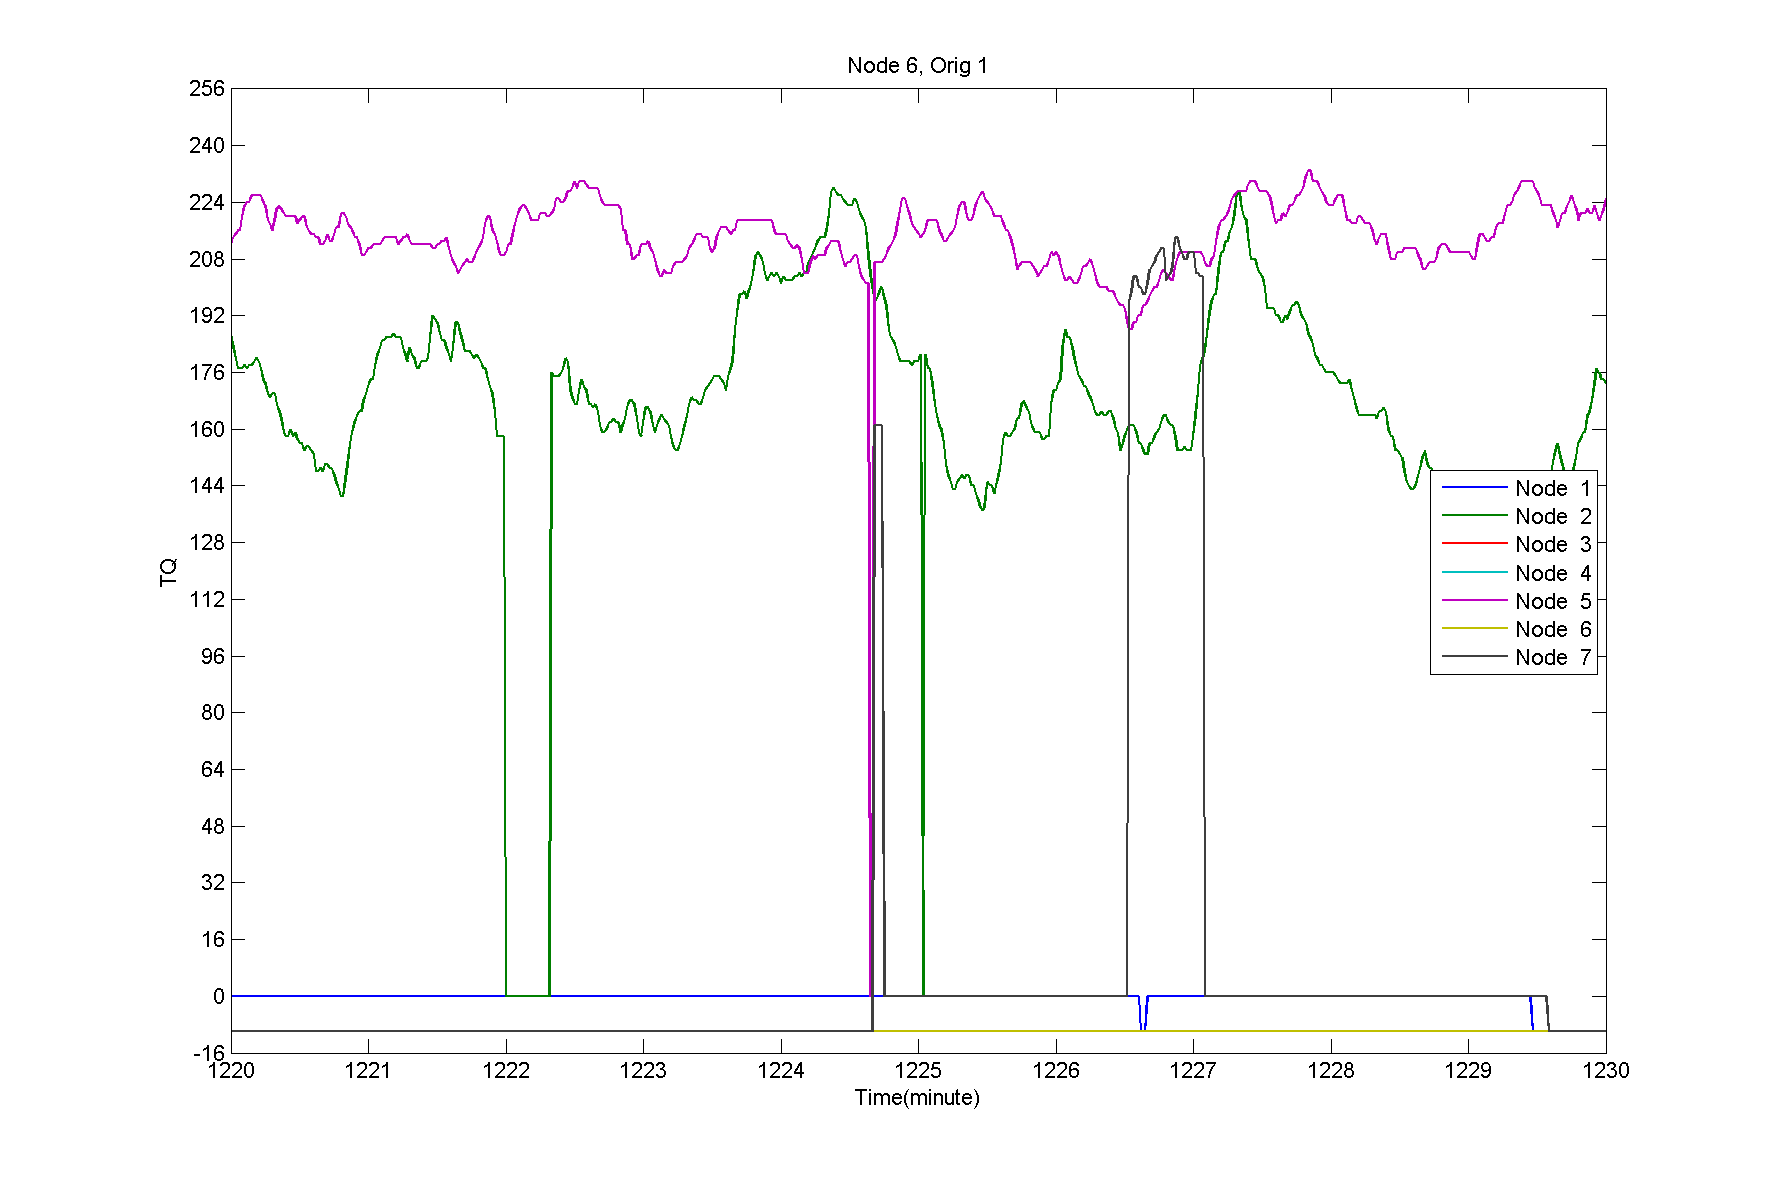 Node 6, Orig 1
256
240
224
208
192
176
160
144
128
112
96
80
64
48
32
16
0
-16
TQ
Node 1
Node 2
Node 3
Node 4
Node 5
Node 6
Node 7
1220 1221 1222 1223 1224 1225 1226 1227 1228 1229 1230
Time(minute)